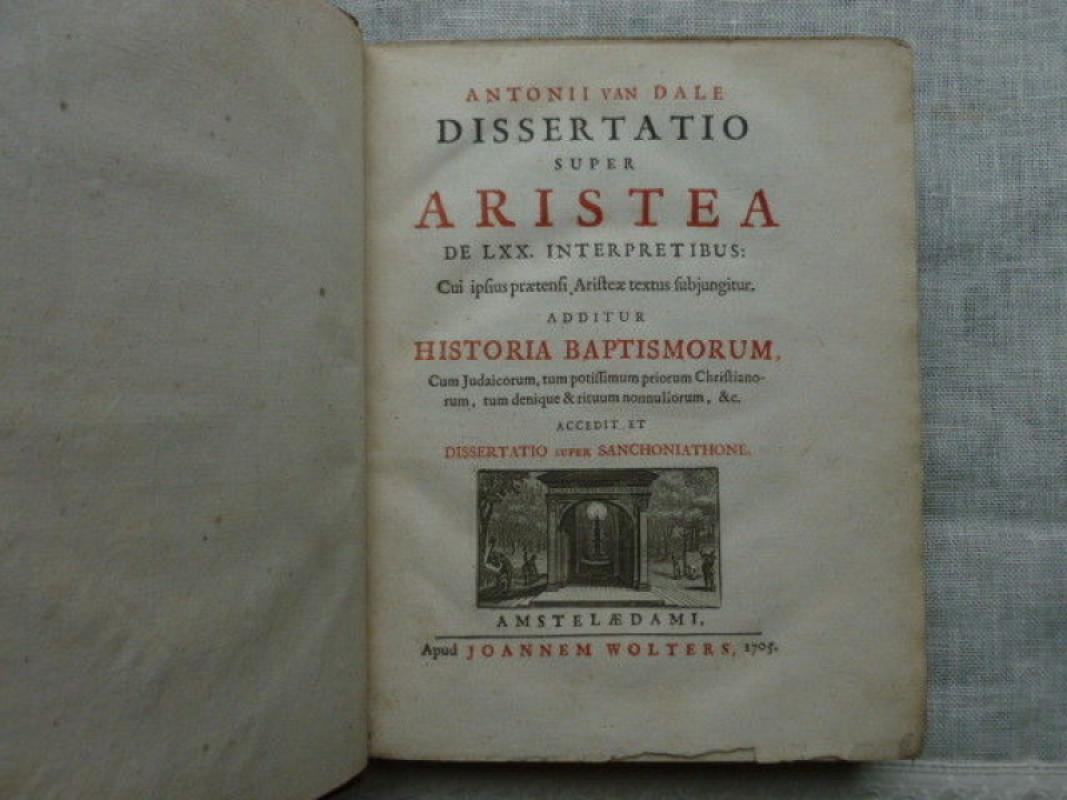 ANTONII VAN DALE
DISSERTATIO
SUPER
ARISTEA
DE LXX. INTERPRETIBUS:
Cui ipſius prætenſi Ariſteæ textus ſubjungitur.
ADDITUR
HISTORIA BAPTISMORUM,
Cum Judaicorum, tum potiſſimum priorum Chriſtiano-
rum, tum denique & rituum nonnullorum, &c.
ACCEDIT ET
DISSERTATIO SUPER SANCHONIATHONE.
AMSTELÆDAMI,
Apud JOANNEM WOLTERS, 1705.